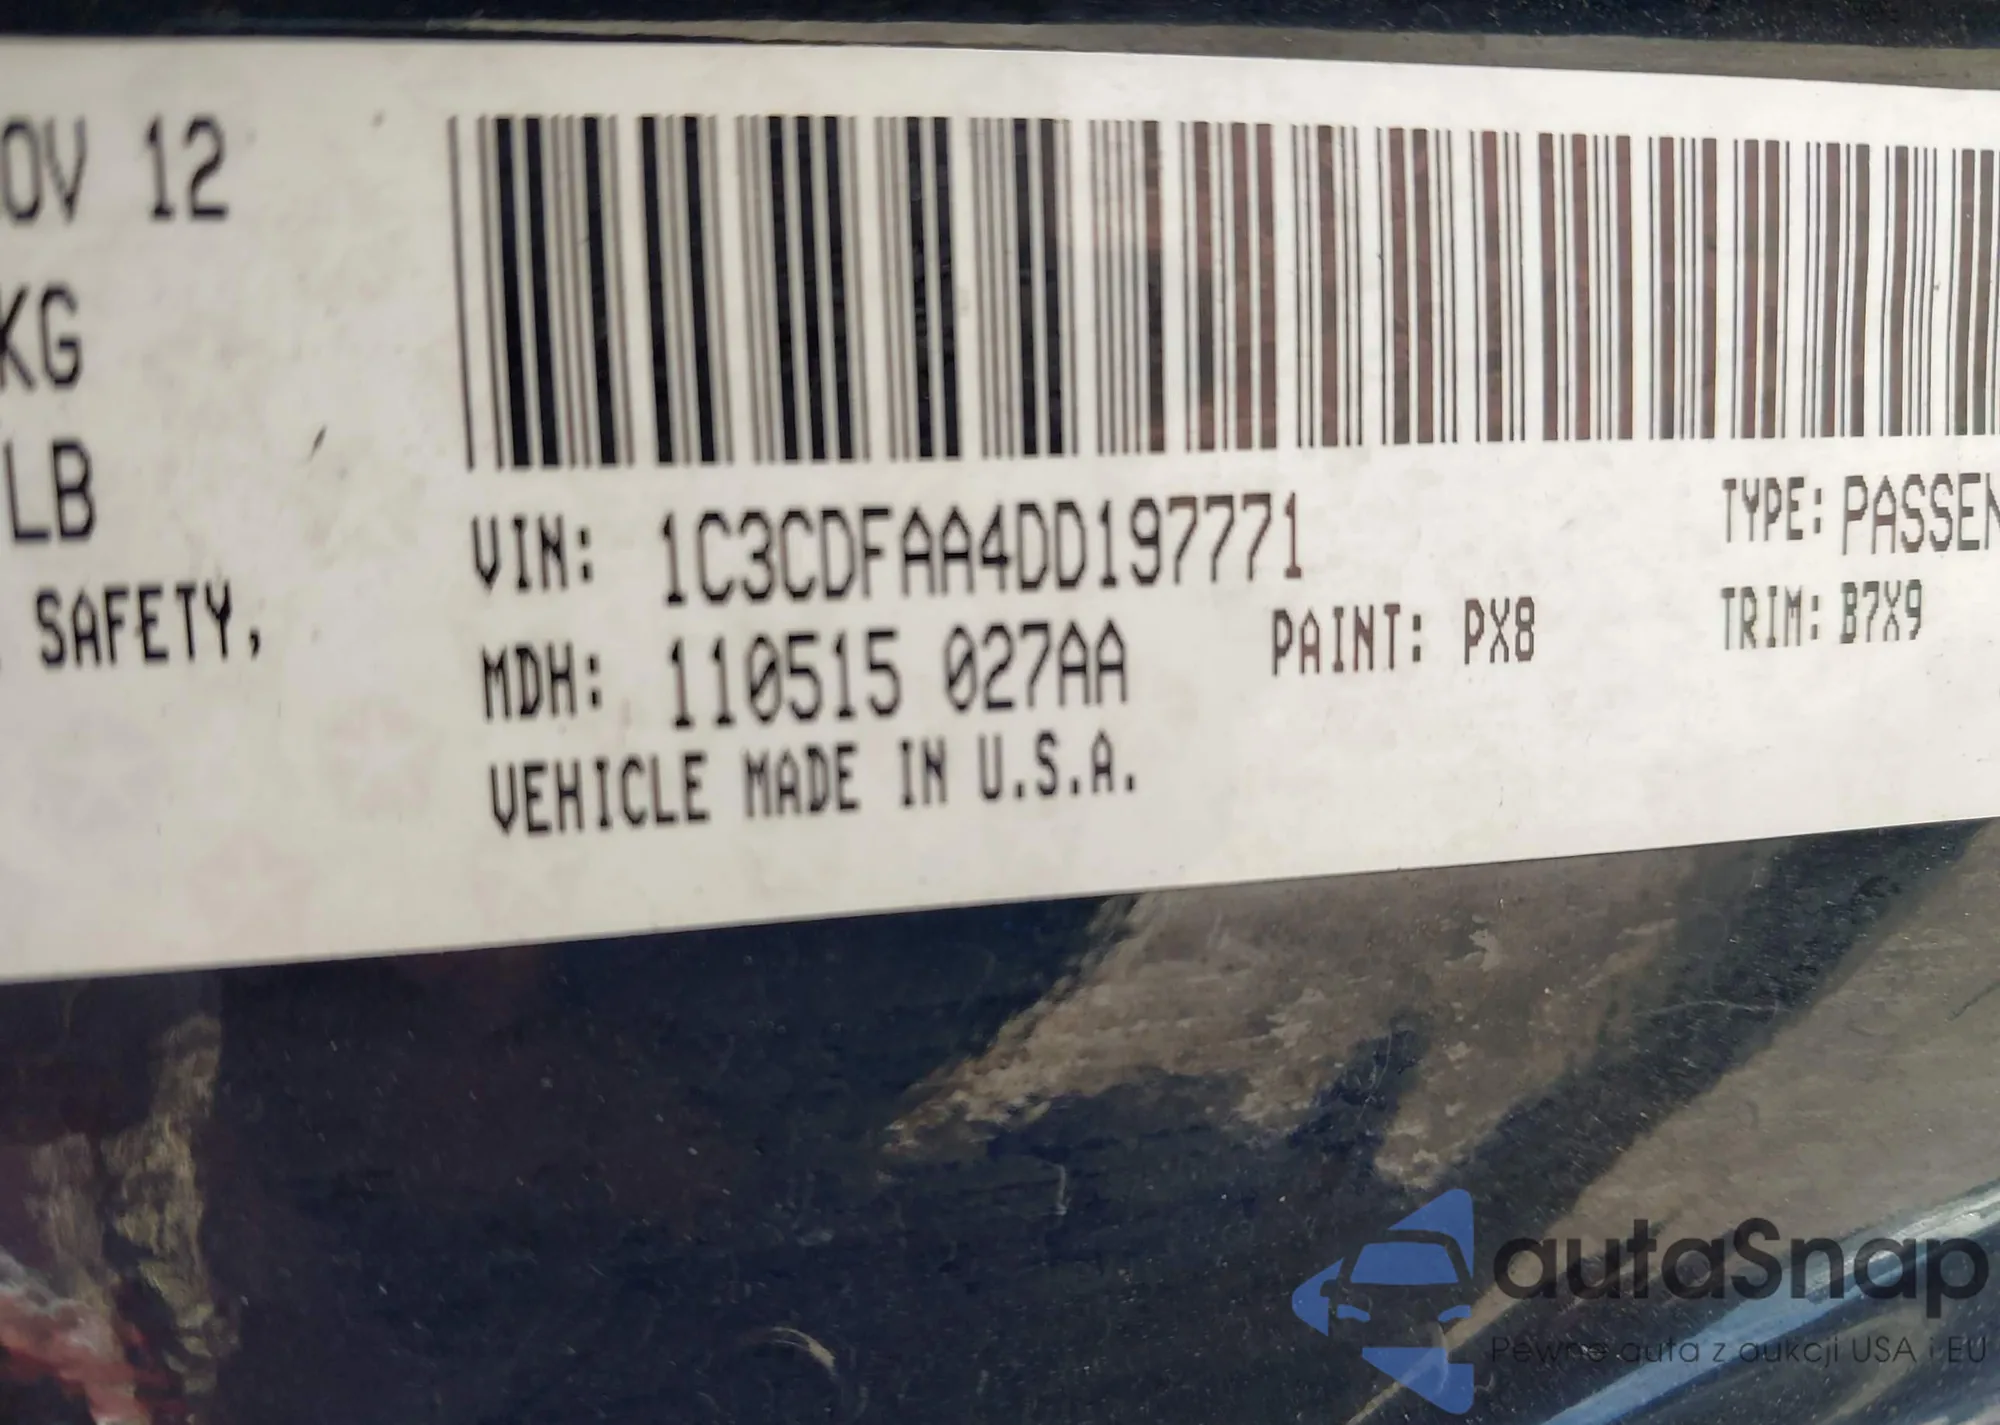 OV 12
KG
LB
SAFETY,
VIN: 1C3CDFAA4DD197771
TYPE: PASSEN
MDH: 110515 027AA
PAINT: PX8
TRIM: B7X9
VEHICLE MADE IN U.S.A.
autaSnap
Pewne auta z aukcji USA i EU